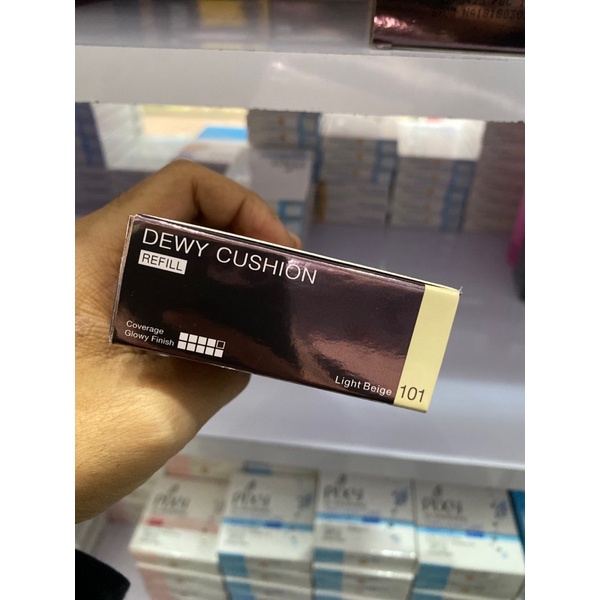 DEWY CUSHION
REFILL
Coverage
Glowy Finish
Light Beige 101